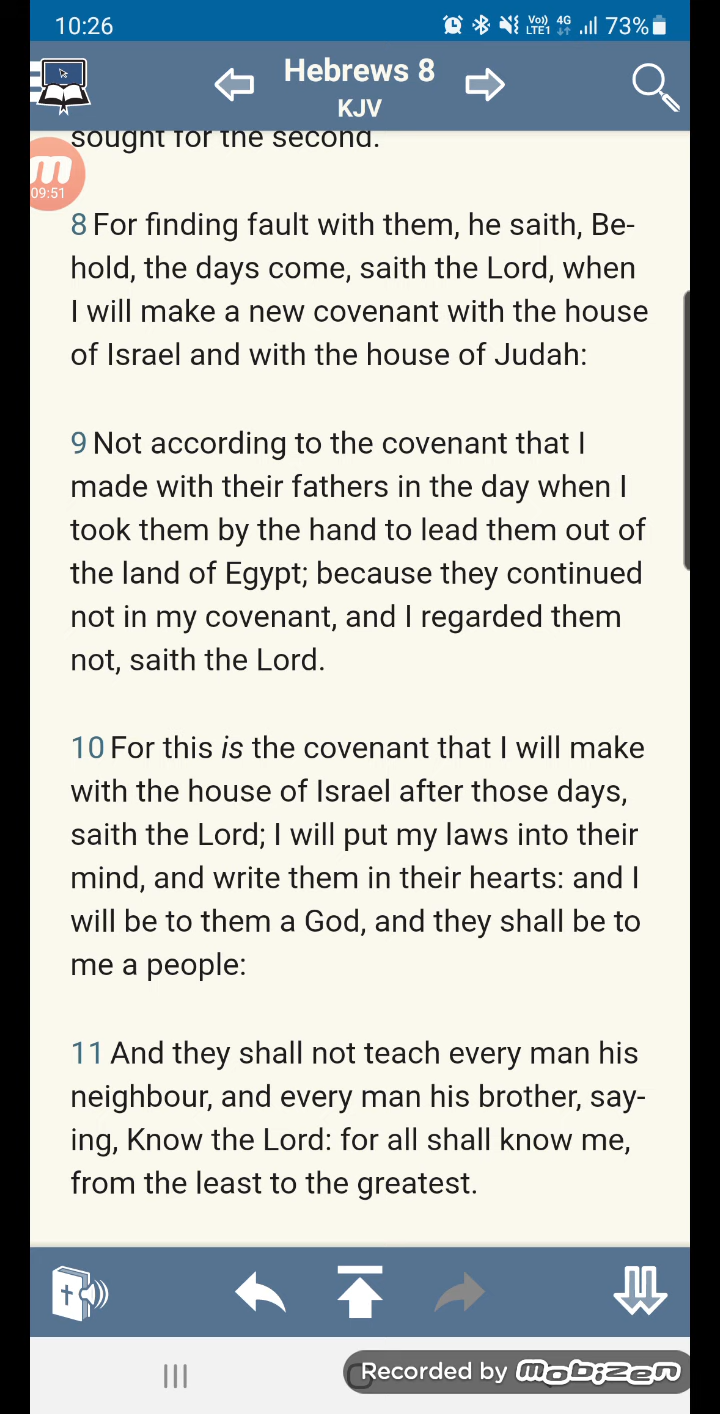 10:26 Vo)) 4G LTE1 73%
Hebrews 8
KJV
sought for the second.
m
09:51
8 For finding fault with them, he saith, Be-
hold, the days come, saith the Lord, when
I will make a new covenant with the house
of Israel and with the house of Judah:
9 Not according to the covenant that I
made with their fathers in the day when I
took them by the hand to lead them out of
the land of Egypt; because they continued
not in my covenant, and I regarded them
not, saith the Lord.
10 For this is the covenant that I will make
with the house of Israel after those days,
saith the Lord; I will put my laws into their
mind, and write them in their hearts: and I
will be to them a God, and they shall be to
me a people:
11 And they shall not teach every man his
neighbour, and every man his brother, say-
ing, Know the Lord: for all shall know me,
from the least to the greatest.
Recorded by mobizen